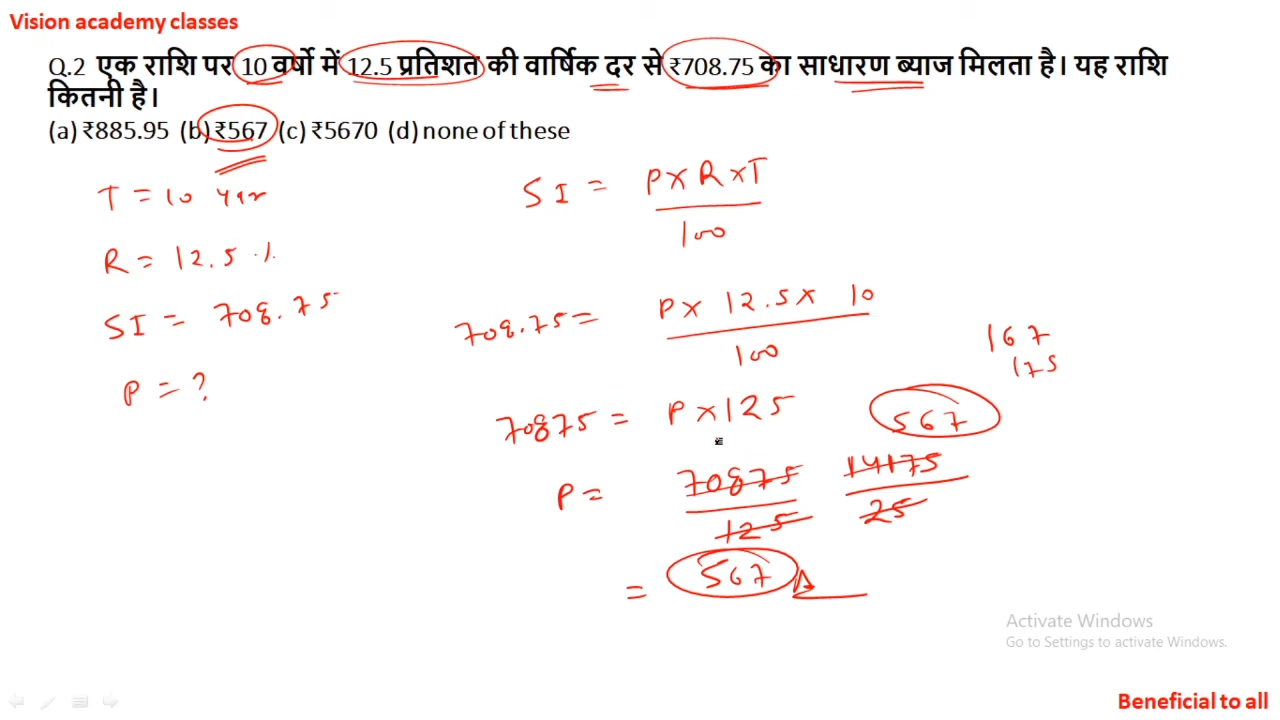 Vision academy classes
Q.2 एक राशि पर 10 वर्षो में 12.5 प्रतिशत की वार्षिक दर से ₹708.75 का साधारण ब्याज मिलता है। यह राशि
कितनी है।
(a) ₹885.95 (b) ₹567 (c) ₹5670 (d) none of these
T = 10 year
R = 12.5 %
SI = 708.75
P = ?
SI = P x R x T
100
708.75 = P x 12.5 x 10
100
167
175
70875 = P x 125
567
P = 70875 14175
125 25
= 567 A
Activate Windows
Go to Settings to activate Windows.
Beneficial to all